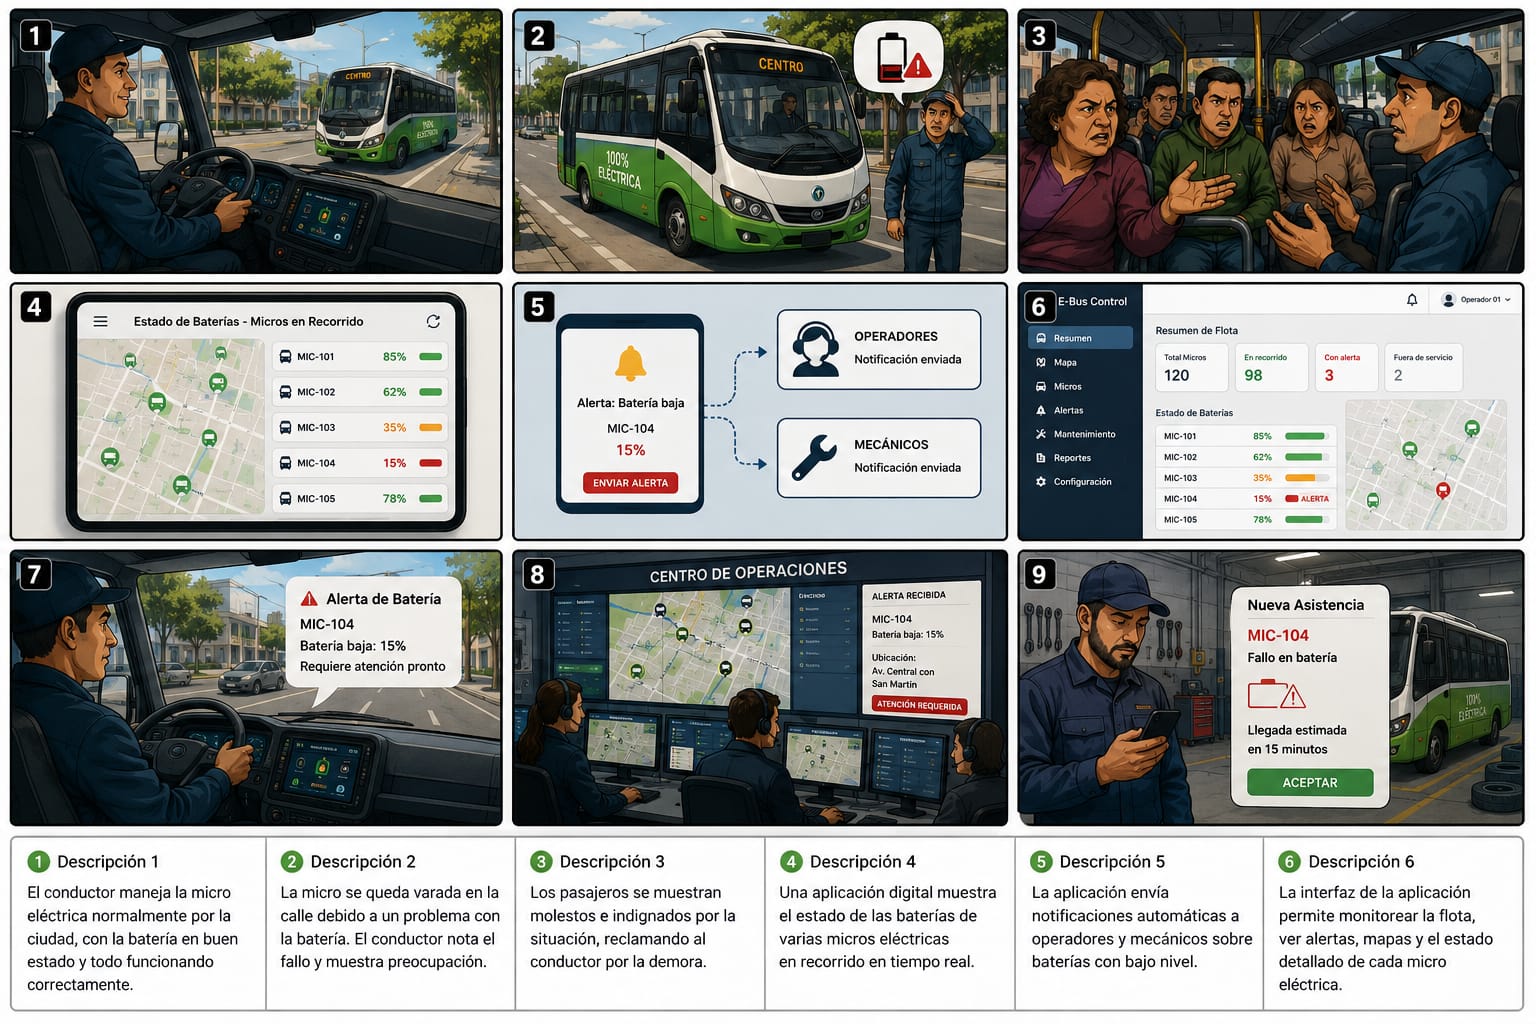 1
CENTRO
100%
ELÉCTRICA
2
CENTRO
100%
ELÉCTRICA
3
4
Estado de Baterías - Micros en Recorrido
MIC-101 85%
MIC-102 62%
MIC-103 35%
MIC-104 15%
MIC-105 78%
5
Alerta: Batería baja
MIC-104
15%
ENVIAR ALERTA
OPERADORES
Notificación enviada
MECÁNICOS
Notificación enviada
6
E-Bus Control
Operador 01
Resumen
Mapa
Micros
Alertas
Mantenimiento
Reportes
Configuración
Resumen de Flota
Total Micros
120
En recorrido
98
Con alerta
3
Fuera de servicio
2
Estado de Baterías
MIC-101 85%
MIC-102 62%
MIC-103 35%
MIC-104 15% ALERTA
MIC-105 78%
7
Alerta de Batería
MIC-104
Batería baja: 15%
Requiere atención pronto
8
CENTRO DE OPERACIONES
ALERTA RECIBIDA
MIC-104
Batería baja: 15%
Ubicación:
Av. Central con
San Martín
ATENCIÓN REQUERIDA
9
Nueva Asistencia
MIC-104
Fallo en batería
Llegada estimada
en 15 minutos
ACEPTAR
100%
ELÉCTRICA
1 Descripción 1
El conductor maneja la micro
eléctrica normalmente por la
ciudad, con la batería en buen
estado y todo funcionando
correctamente.
2 Descripción 2
La micro se queda varada en la
calle debido a un problema con
la batería. El conductor nota el
fallo y muestra preocupación.
3 Descripción 3
Los pasajeros se muestran
molestos e indignados por la
situación, reclamando al
conductor por la demora.
4 Descripción 4
Una aplicación digital muestra
el estado de las baterías de
varias micros eléctricas
en recorrido en tiempo real.
5 Descripción 5
La aplicación envía
notificaciones automáticas a
operadores y mecánicos sobre
baterías con bajo nivel.
6 Descripción 6
La interfaz de la aplicación
permite monitorear la flota,
ver alertas, mapas y el estado
detallado de cada micro
eléctrica.